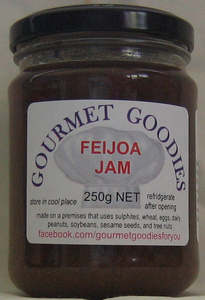 GOURMET GOODIES
FEIJOA
JAM
store in cool place
250g NET
refridgerate
after opening
made on a premises that uses sulphites, wheat, eggs, dairy,
peanuts, soybeans, sesame seeds, and tree nuts
facebook.com/gourmetgoodiesforyou